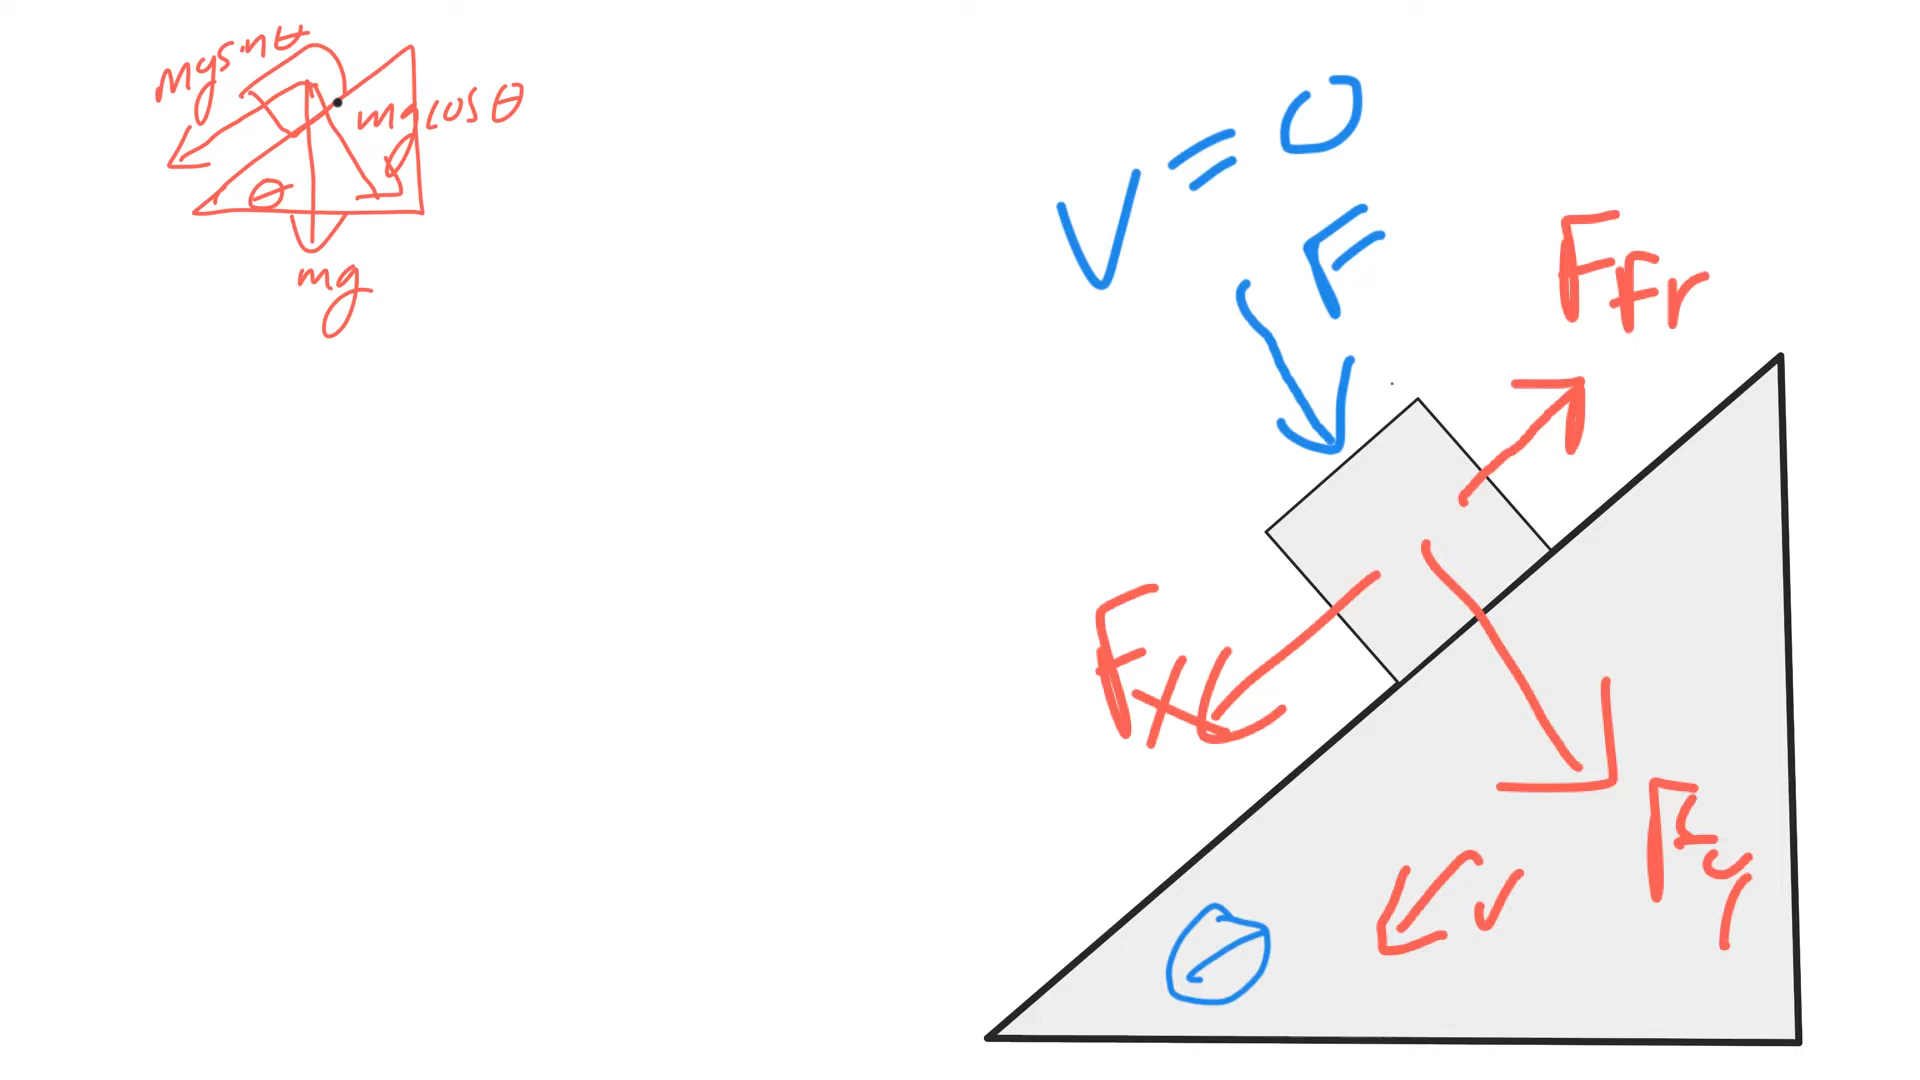 mgsinθ
mgcosθ
θ
mg
V = 0
F
FFr
Fx
Fy
v
θ